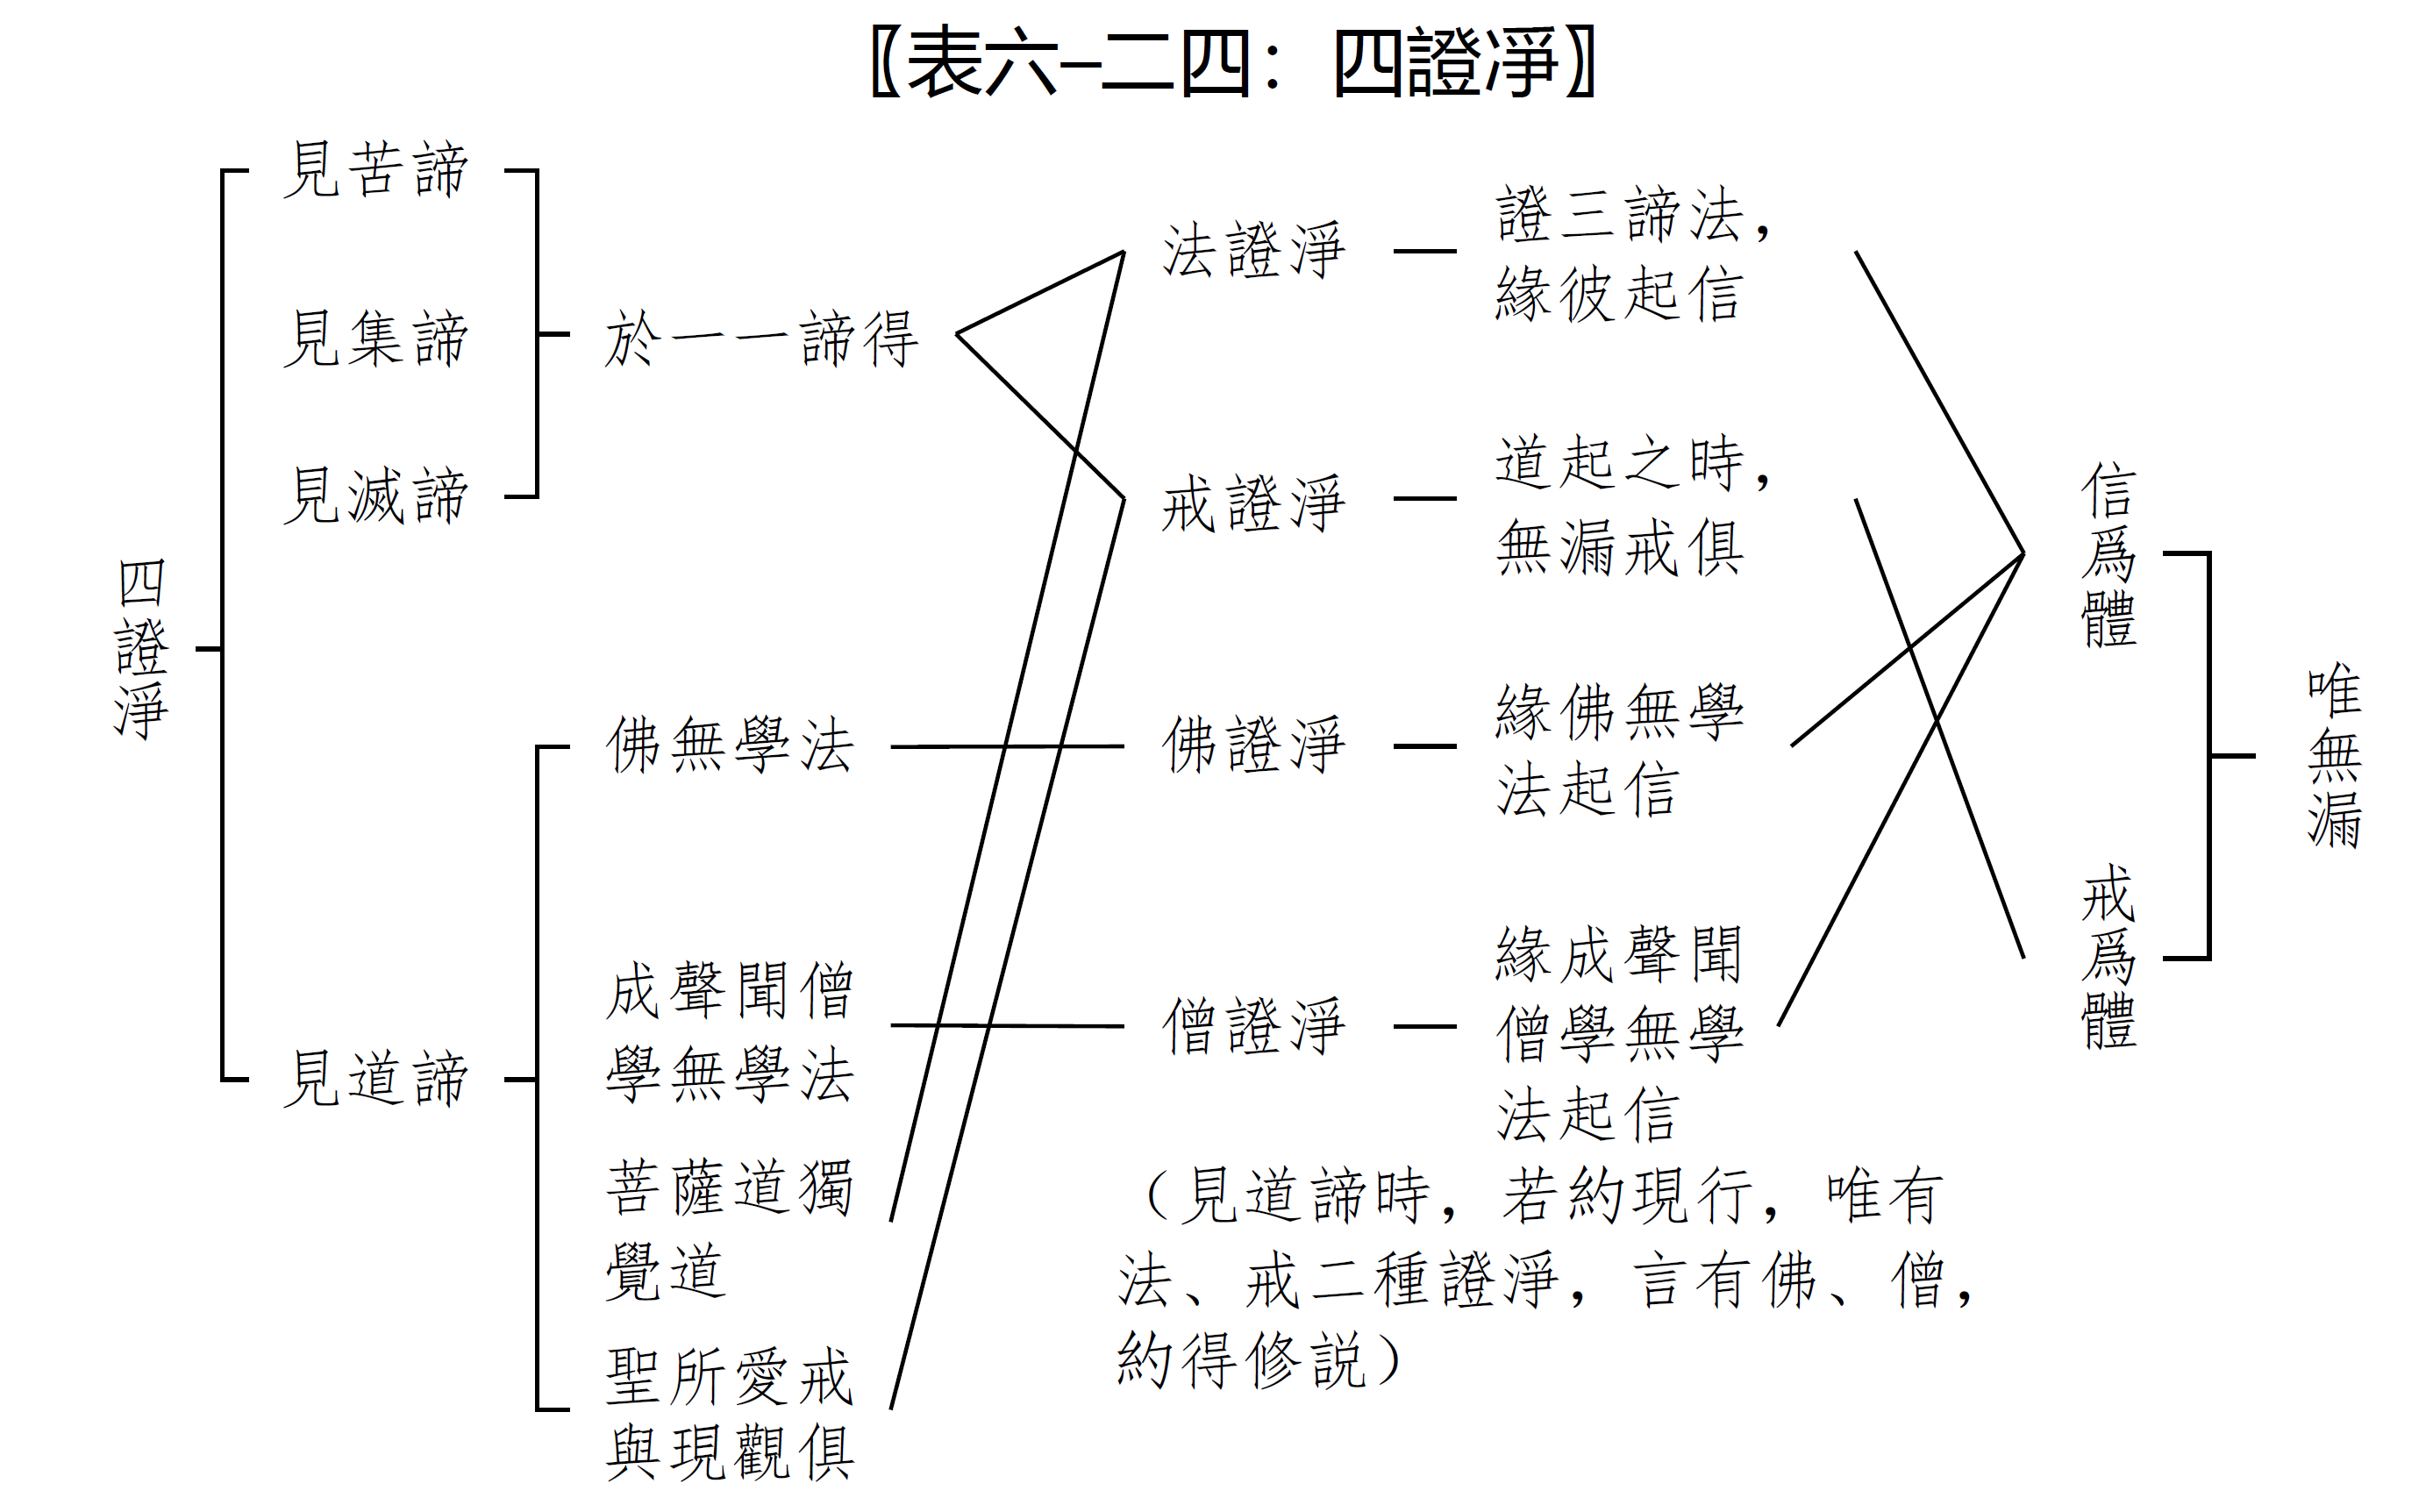 〖表六–二四：四證淨〗
四證淨
見苦諦
見集諦
見滅諦
見道諦
於一一諦得
佛無學法
成聲聞僧
學無學法
菩薩道獨
覺道
聖所愛戒
與現觀俱
法證淨
證三諦法，
緣彼起信
戒證淨
道起之時，
無漏戒俱
佛證淨
緣佛無學
法起信
僧證淨
緣成聲聞
僧學無學
法起信
（見道諦時，若約現行，唯有
法、戒二種證淨，言有佛、僧，
約得修説）
信爲體
戒爲體
唯無漏